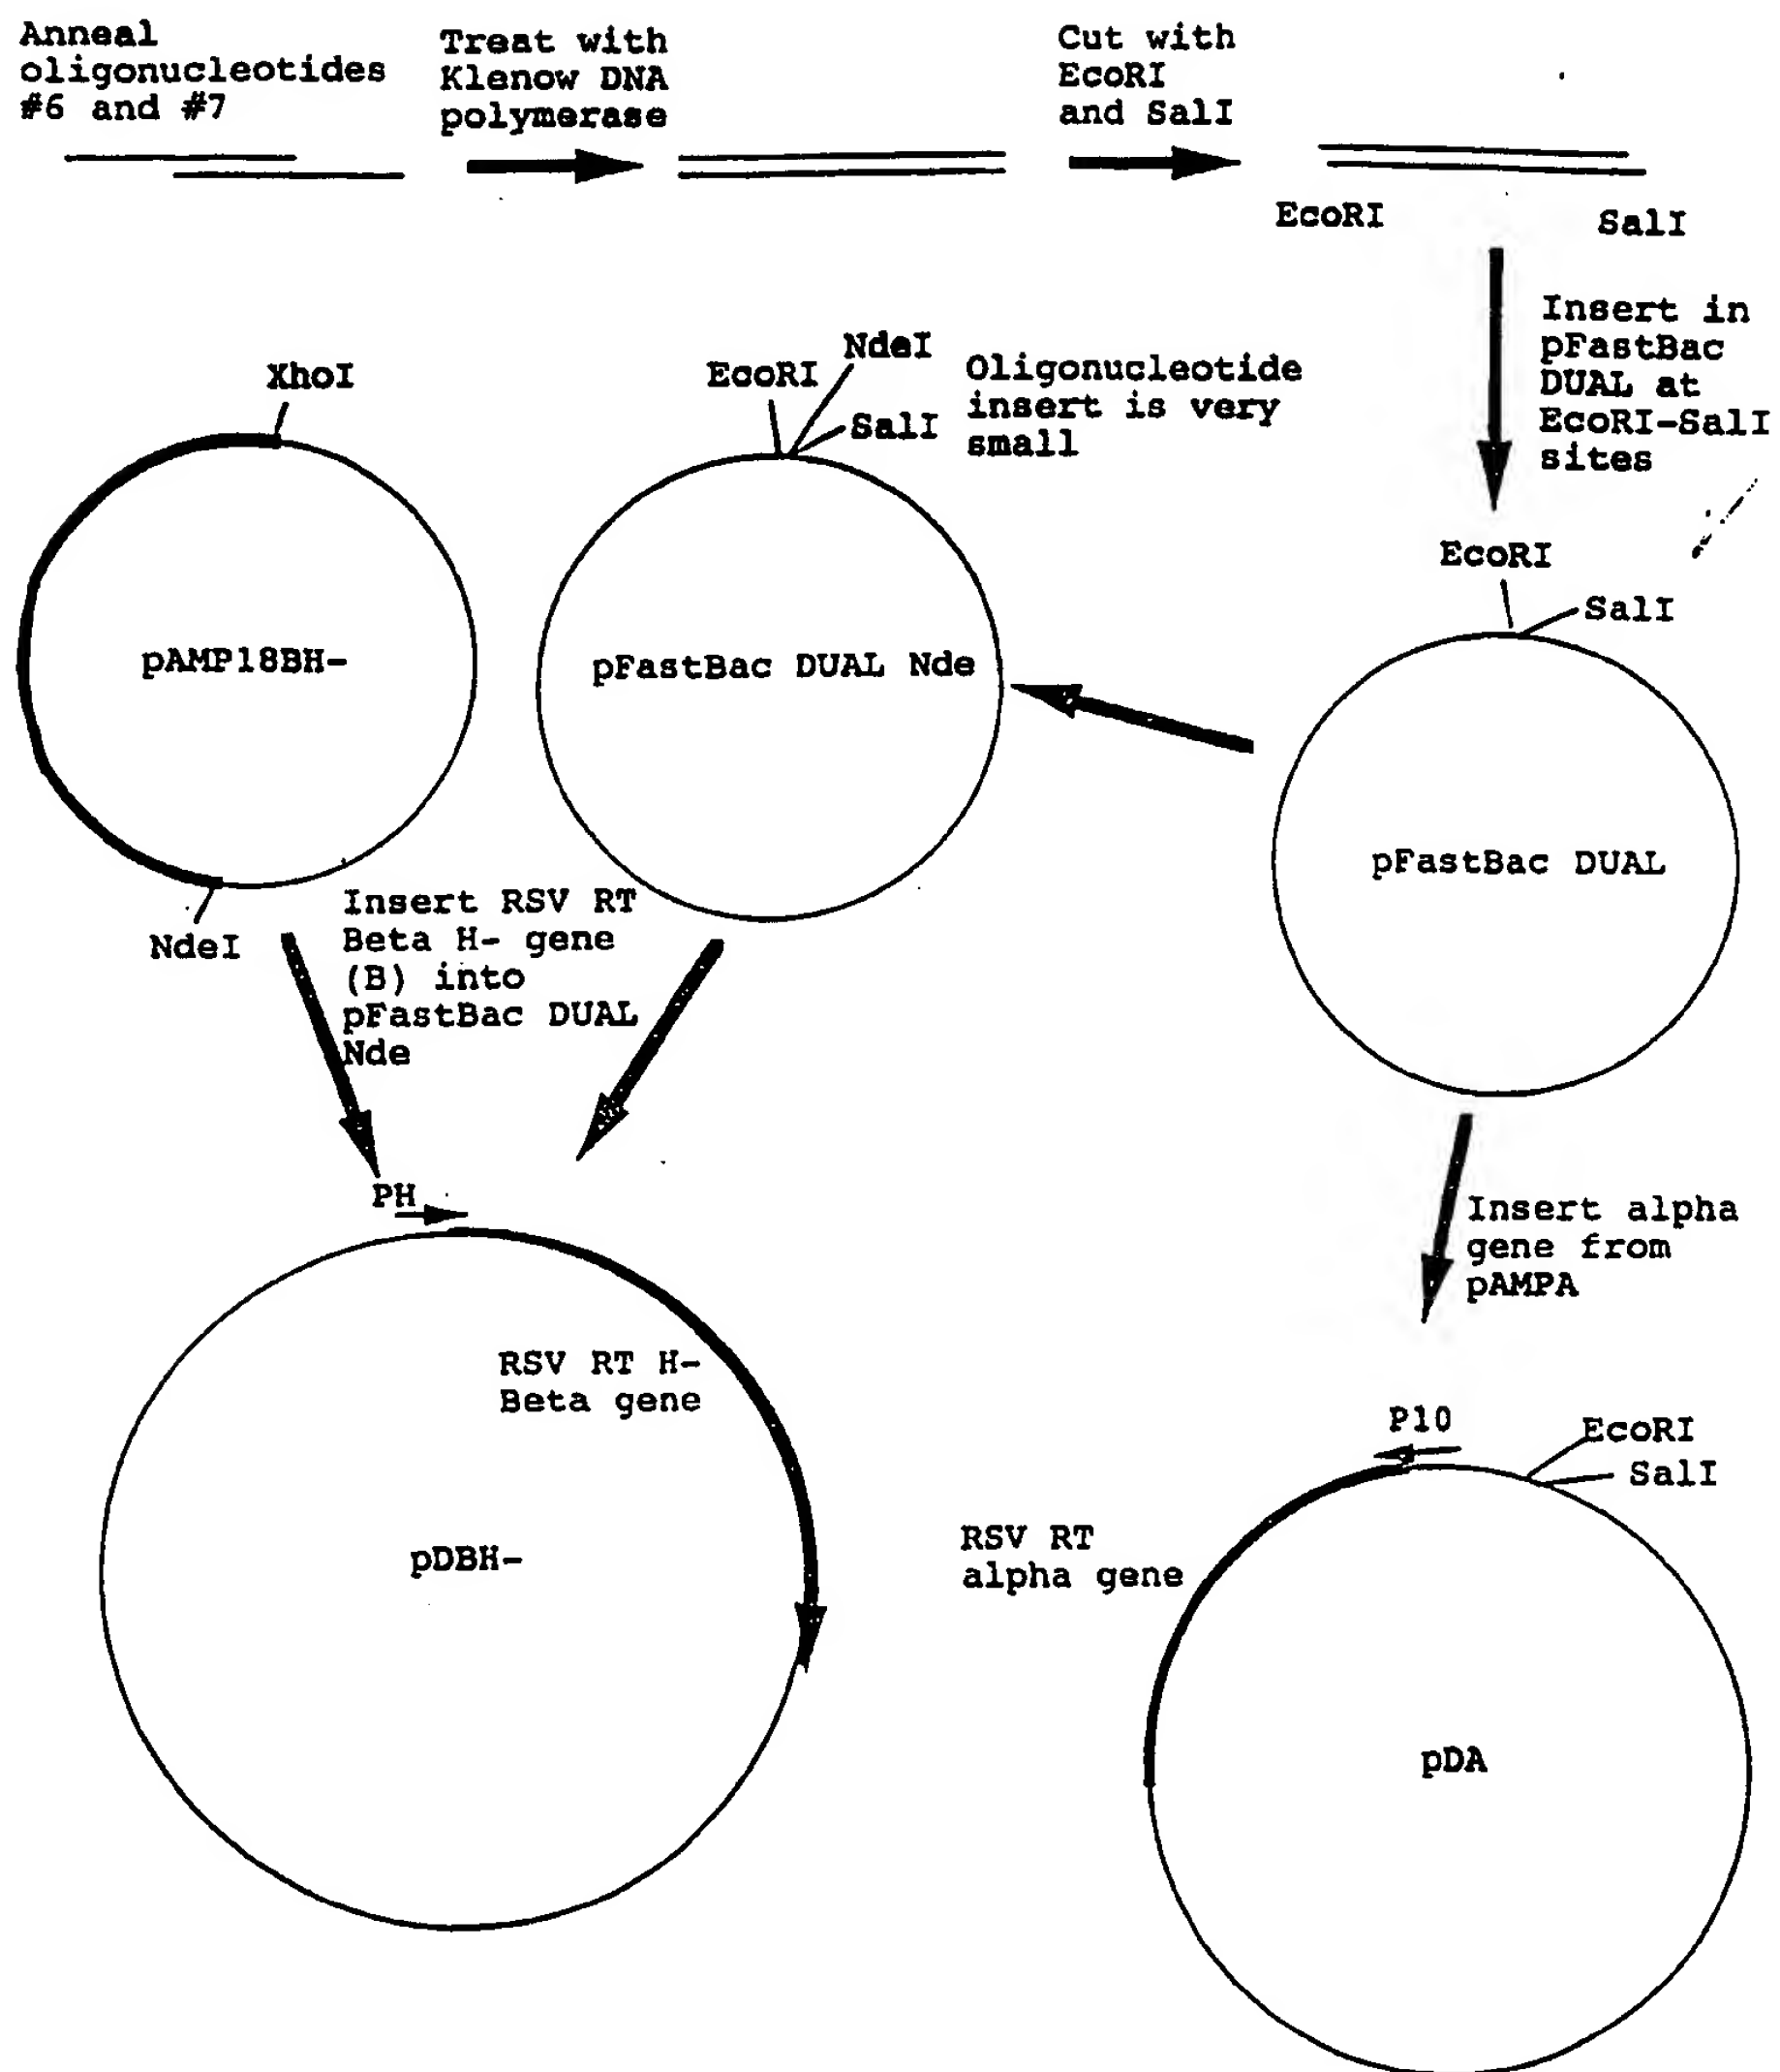 Anneal
oligonucleotides
#6 and #7
Treat with
Klenow DNA
polymerase
Cut with
EcoRI
and SalI
EcoRI
SalI
Insert in
pFastBac
DUAL at
EcoRI-SalI
sites
XhoI
pAMP18BH-
NdeI
EcoRI
NdeI
SalI
Oligonucleotide
insert is very
small
pFastBac DUAL Nde
EcoRI
SalI
pFastBac DUAL
Insert RSV RT
Beta H- gene
(B) into
pFastBac DUAL
Nde
PH
RSV RT H-
Beta gene
pDBH-
Insert alpha
gene from
pAMPA
P10
EcoRI
SalI
RSV RT
alpha gene
pDA